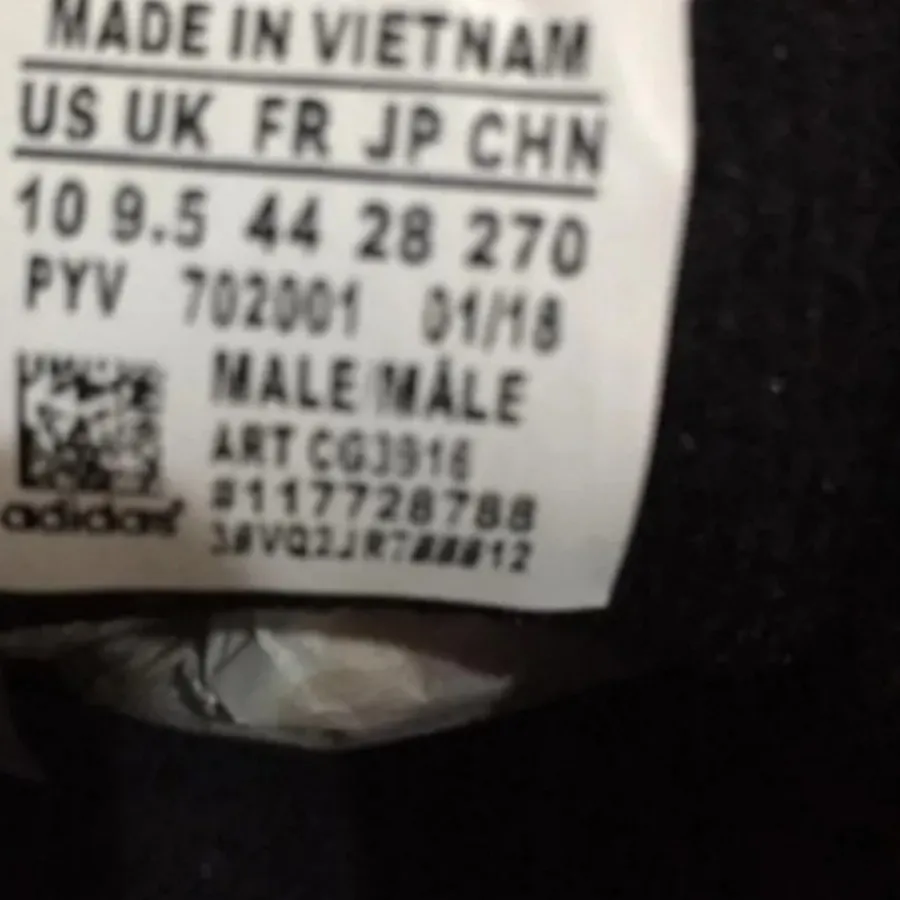 MADE IN VIETNAM
US UK FR JP CHN
10 9.5 44 28 270
PYV 702001 01/18
MALE/MÂLE
ART CG3916
#117728788
adidas